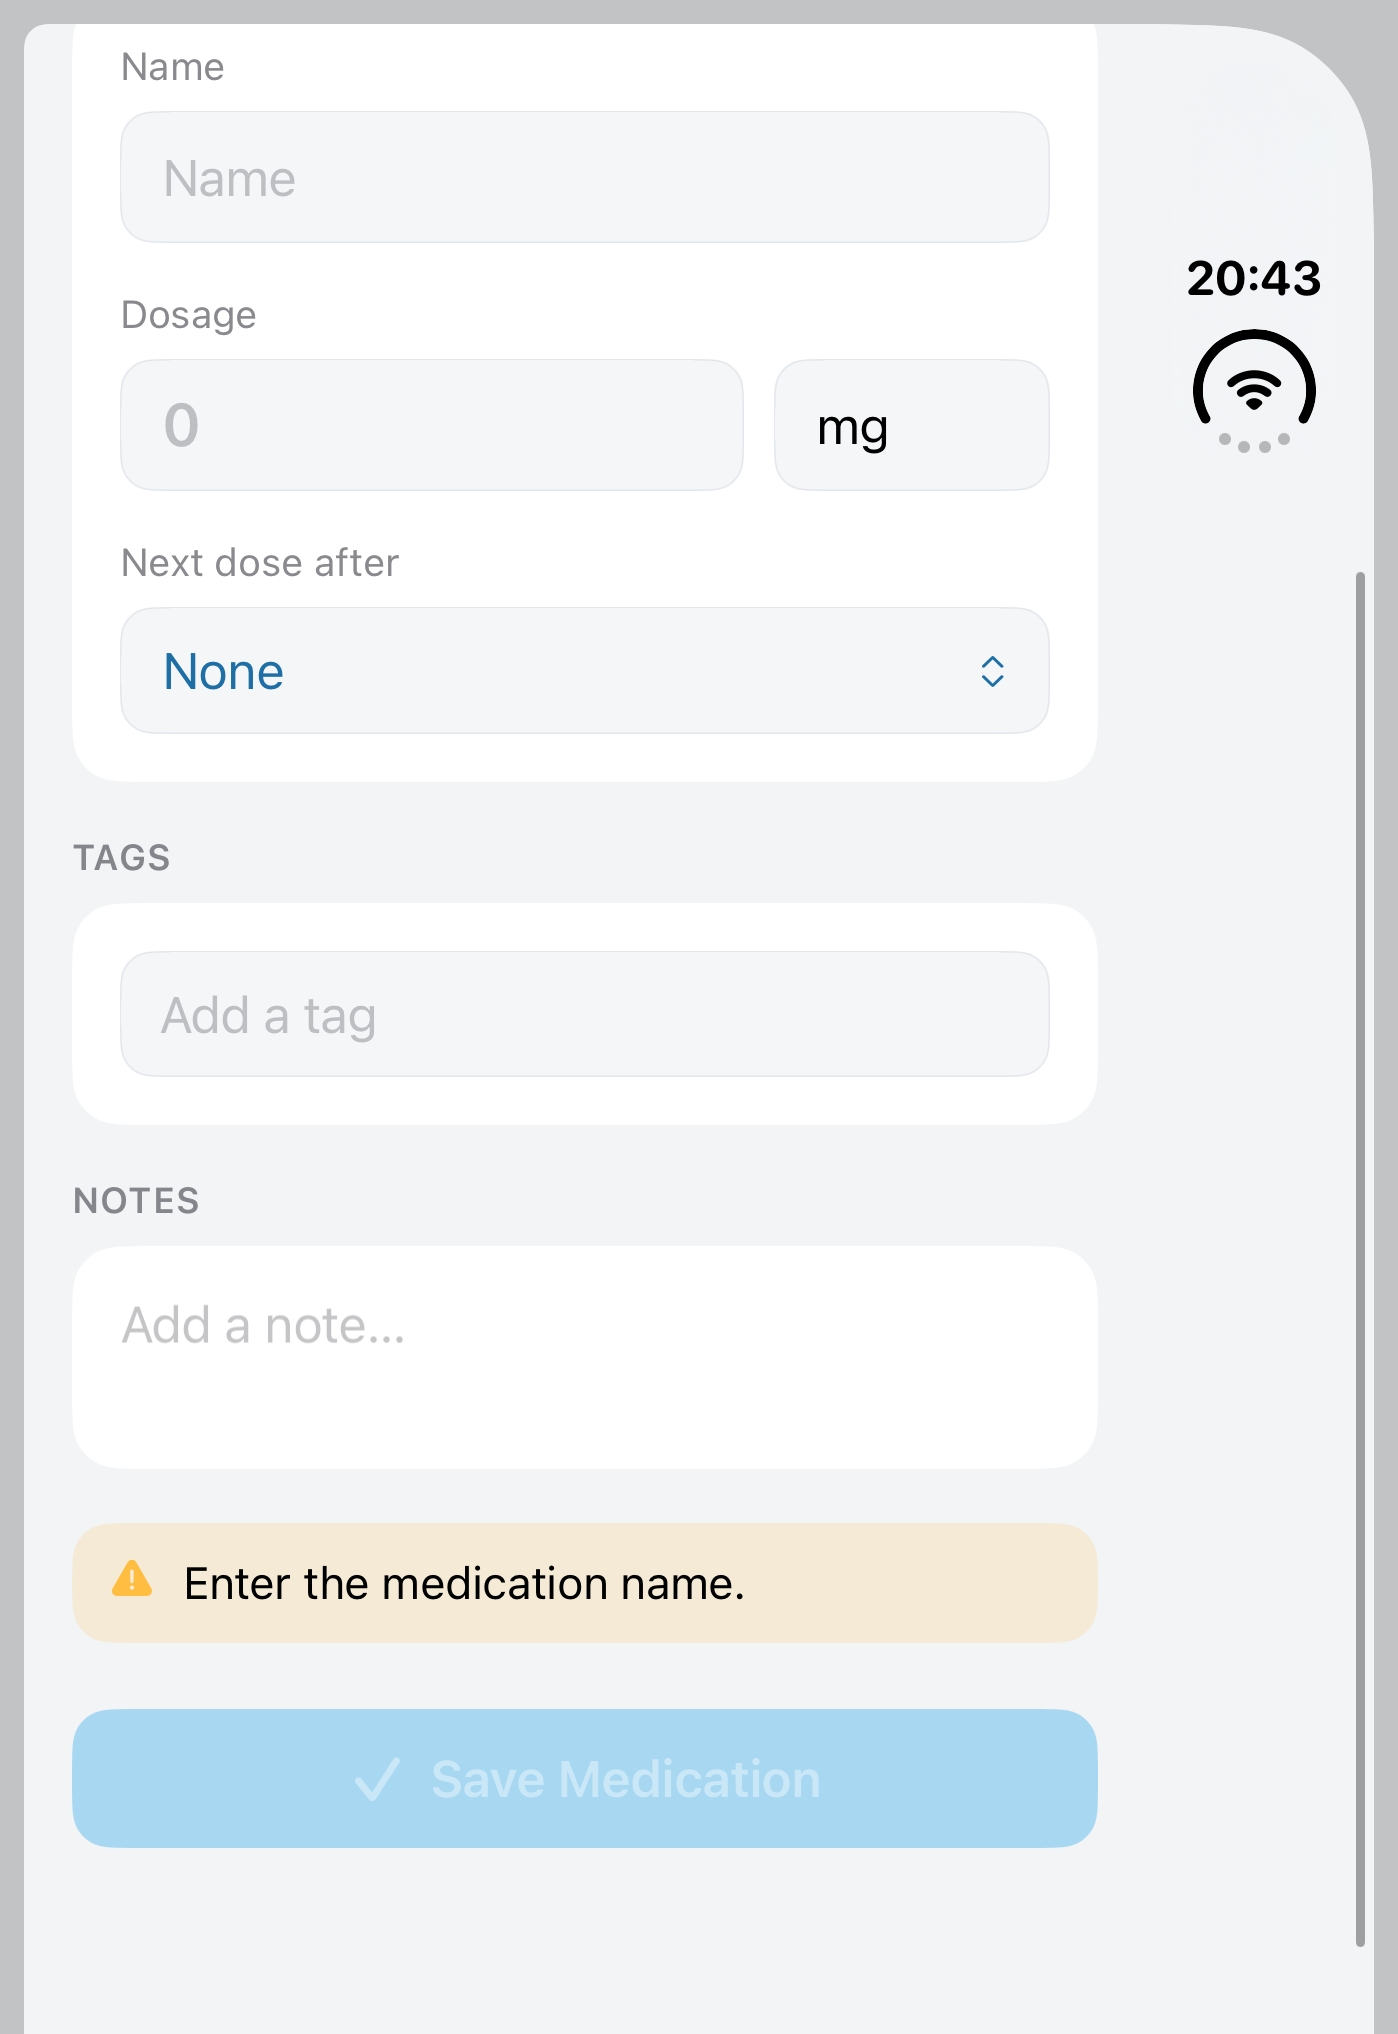 Name
Name
20:43
Dosage
0
mg
Next dose after
None
TAGS
Add a tag
NOTES
Add a note...
Enter the medication name.
Save Medication